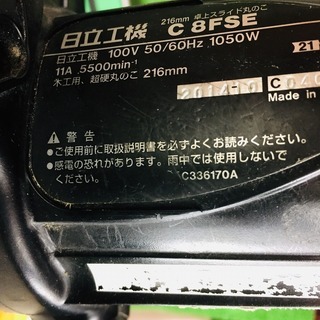 216mm 卓上スライド丸のこ
日立工機 C 8FSE
日立工機 100V 50/60Hz 1050W
11A 5500min⁻¹
木工用、超硬丸のこ 216mm
Made in
警告
●ご使用前に取扱説明書を必ずよくお読みください。
●感電の恐れがあります。雨中では使用しないで
ください。
C336170A